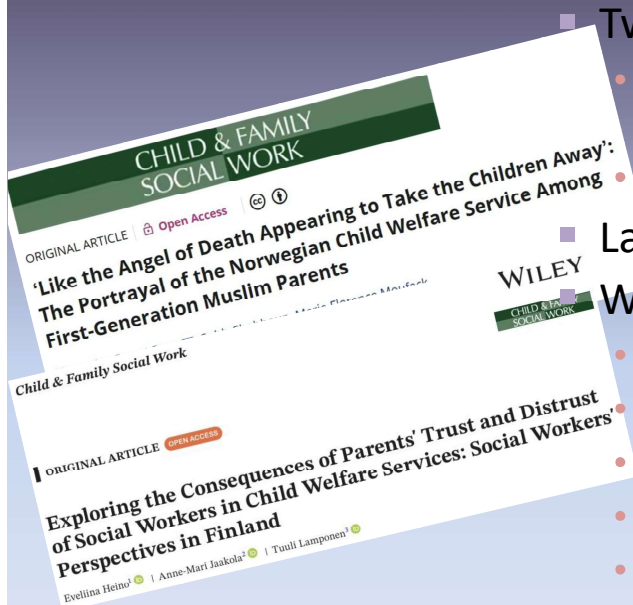 Tw
CHILD & FAMILY
SOCIAL WORK
ORIGINAL ARTICLE Open Access
'Like the Angel of Death Appearing to Take the Children Away':
The Portrayal of the Norwegian Child Welfare Service Among
First-Generation Muslim Parents
La
WILEY
CHILD & FAMILY
SOCIAL WORK
W
Child & Family Social Work
ORIGINAL ARTICLE OPEN ACCESS
Exploring the Consequences of Parents' Trust and Distrust
of Social Workers in Child Welfare Services: Social Workers'
Perspectives in Finland
Eveliina Heino¹ | Anne-Mari Jaakola² | Tuuli Lamponen³